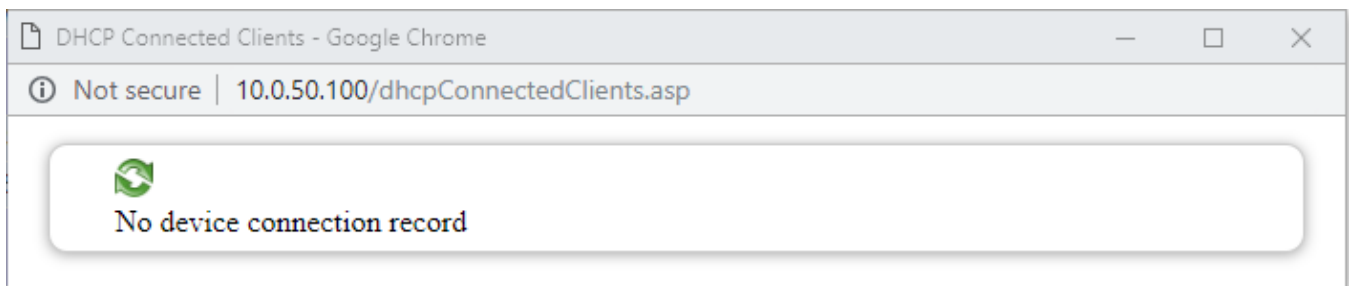 DHCP Connected Clients - Google Chrome
Not secure | 10.0.50.100/dhcpConnectedClients.asp
No device connection record